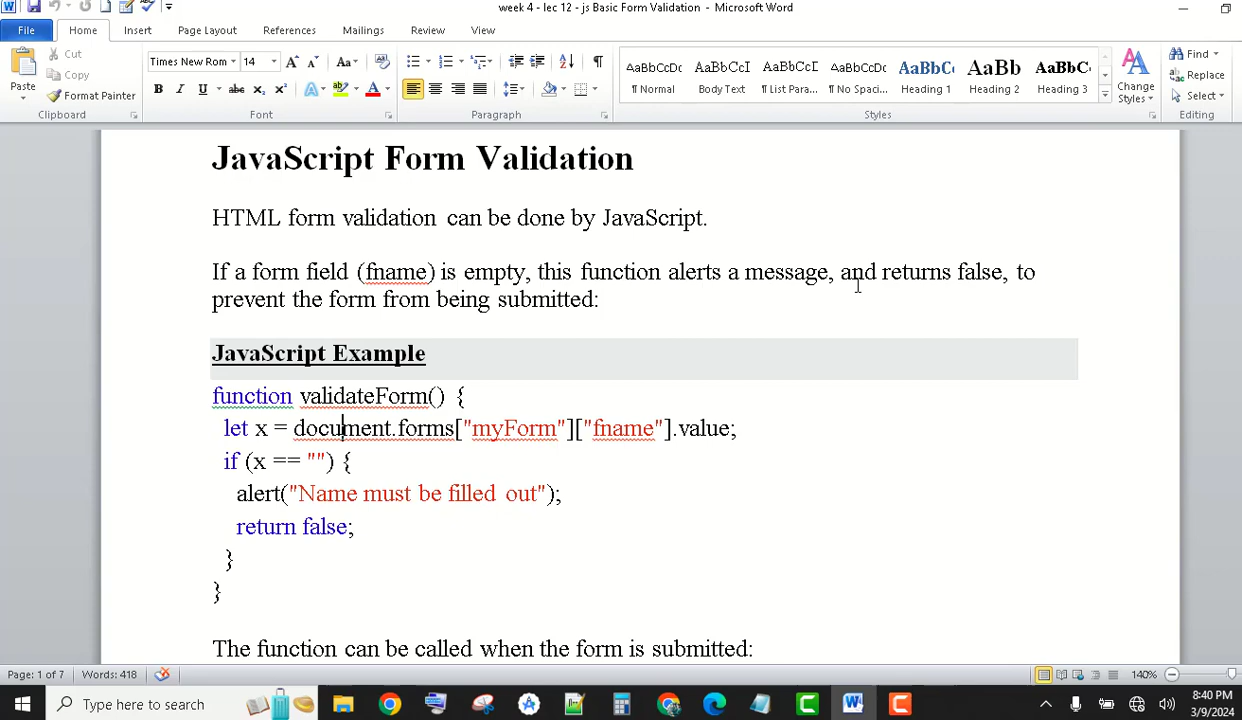 week 4 - lec 12 - js Basic Form Validation - Microsoft Word
File Home Insert Page Layout References Mailings Review View
Cut
Copy
Format Painter
Paste
Times New Rom 14
Aa
B I U abc x₂ x² A A
AaBbCcDc AaBbCcI AaBbCcI AaBbCcDc AaBbC AaBb AaBbC
¶ Normal Body Text ¶ List Para... ¶ No Spaci... Heading 1 Heading 2 Heading 3
Change Styles
Find
Replace
Select
Clipboard Font Paragraph Styles Editing
JavaScript Form Validation
HTML form validation can be done by JavaScript.
If a form field (fname) is empty, this function alerts a message, and returns false, to
prevent the form from being submitted:
JavaScript Example
function validateForm() {
let x = document.forms["myForm"]["fname"].value;
if (x == "") {
alert("Name must be filled out");
return false;
}
}
The function can be called when the form is submitted:
Page: 1 of 7 Words: 418 140%
Type here to search
8:40 PM
3/9/2024